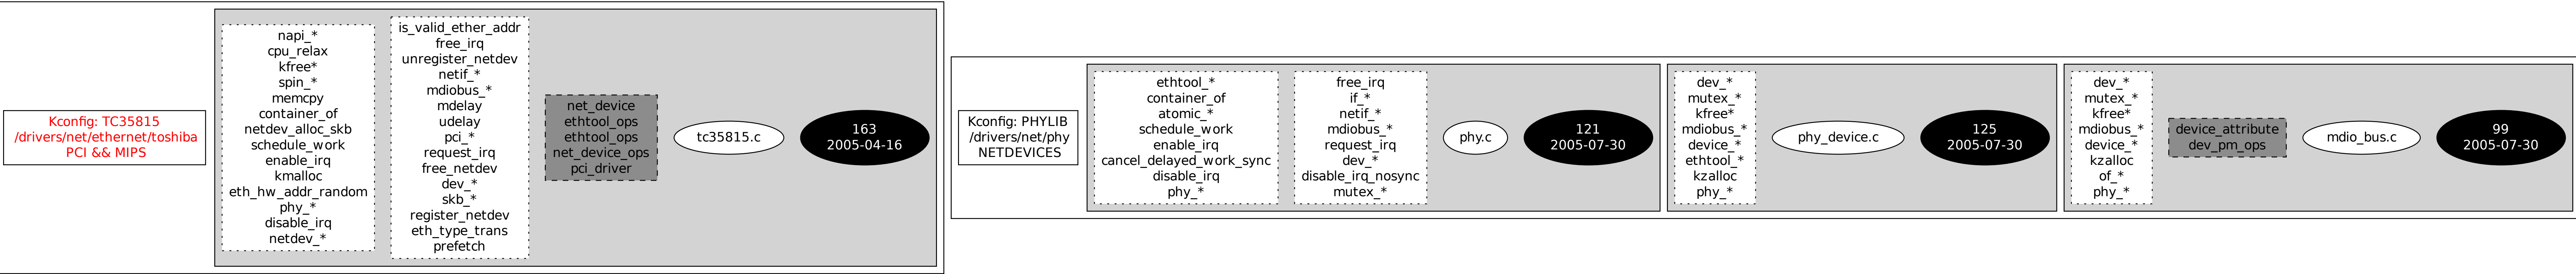 Kconfig: TC35815
/drivers/net/ethernet/toshiba
PCI && MIPS
napi_*
cpu_relax
kfree*
spin_*
memcpy
container_of
netdev_alloc_skb
schedule_work
enable_irq
kmalloc
eth_hw_addr_random
phy_*
disable_irq
netdev_*
is_valid_ether_addr
free_irq
unregister_netdev
netif_*
mdiobus_*
mdelay
udelay
pci_*
request_irq
free_netdev
dev_*
skb_*
register_netdev
eth_type_trans
prefetch
net_device
ethtool_ops
ethtool_ops
net_device_ops
pci_driver
tc35815.c
163
2005-04-16
Kconfig: PHYLIB
/drivers/net/phy
NETDEVICES
ethtool_*
container_of
atomic_*
schedule_work
enable_irq
cancel_delayed_work_sync
disable_irq
phy_*
free_irq
if_*
netif_*
mdiobus_*
request_irq
dev_*
disable_irq_nosync
mutex_*
phy.c
121
2005-07-30
dev_*
mutex_*
kfree*
mdiobus_*
device_*
ethtool_*
kzalloc
phy_*
phy_device.c
125
2005-07-30
dev_*
mutex_*
kfree*
mdiobus_*
device_*
kzalloc
of_*
phy_*
device_attribute
dev_pm_ops
mdio_bus.c
99
2005-07-30